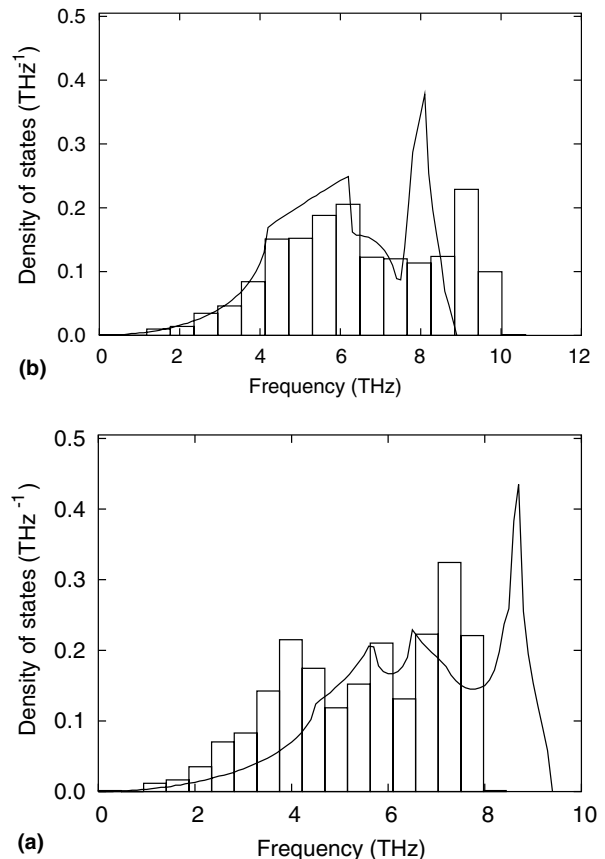 0.5
0.4
0.3
0.2
0.1
0.0
Density of states (THz-1)
0 2 4 6 8 10 12
(b)
Frequency (THz)
0.5
0.4
0.3
0.2
0.1
0.0
Density of states (THz -1)
0 2 4 6 8 10
(a)
Frequency (THz)